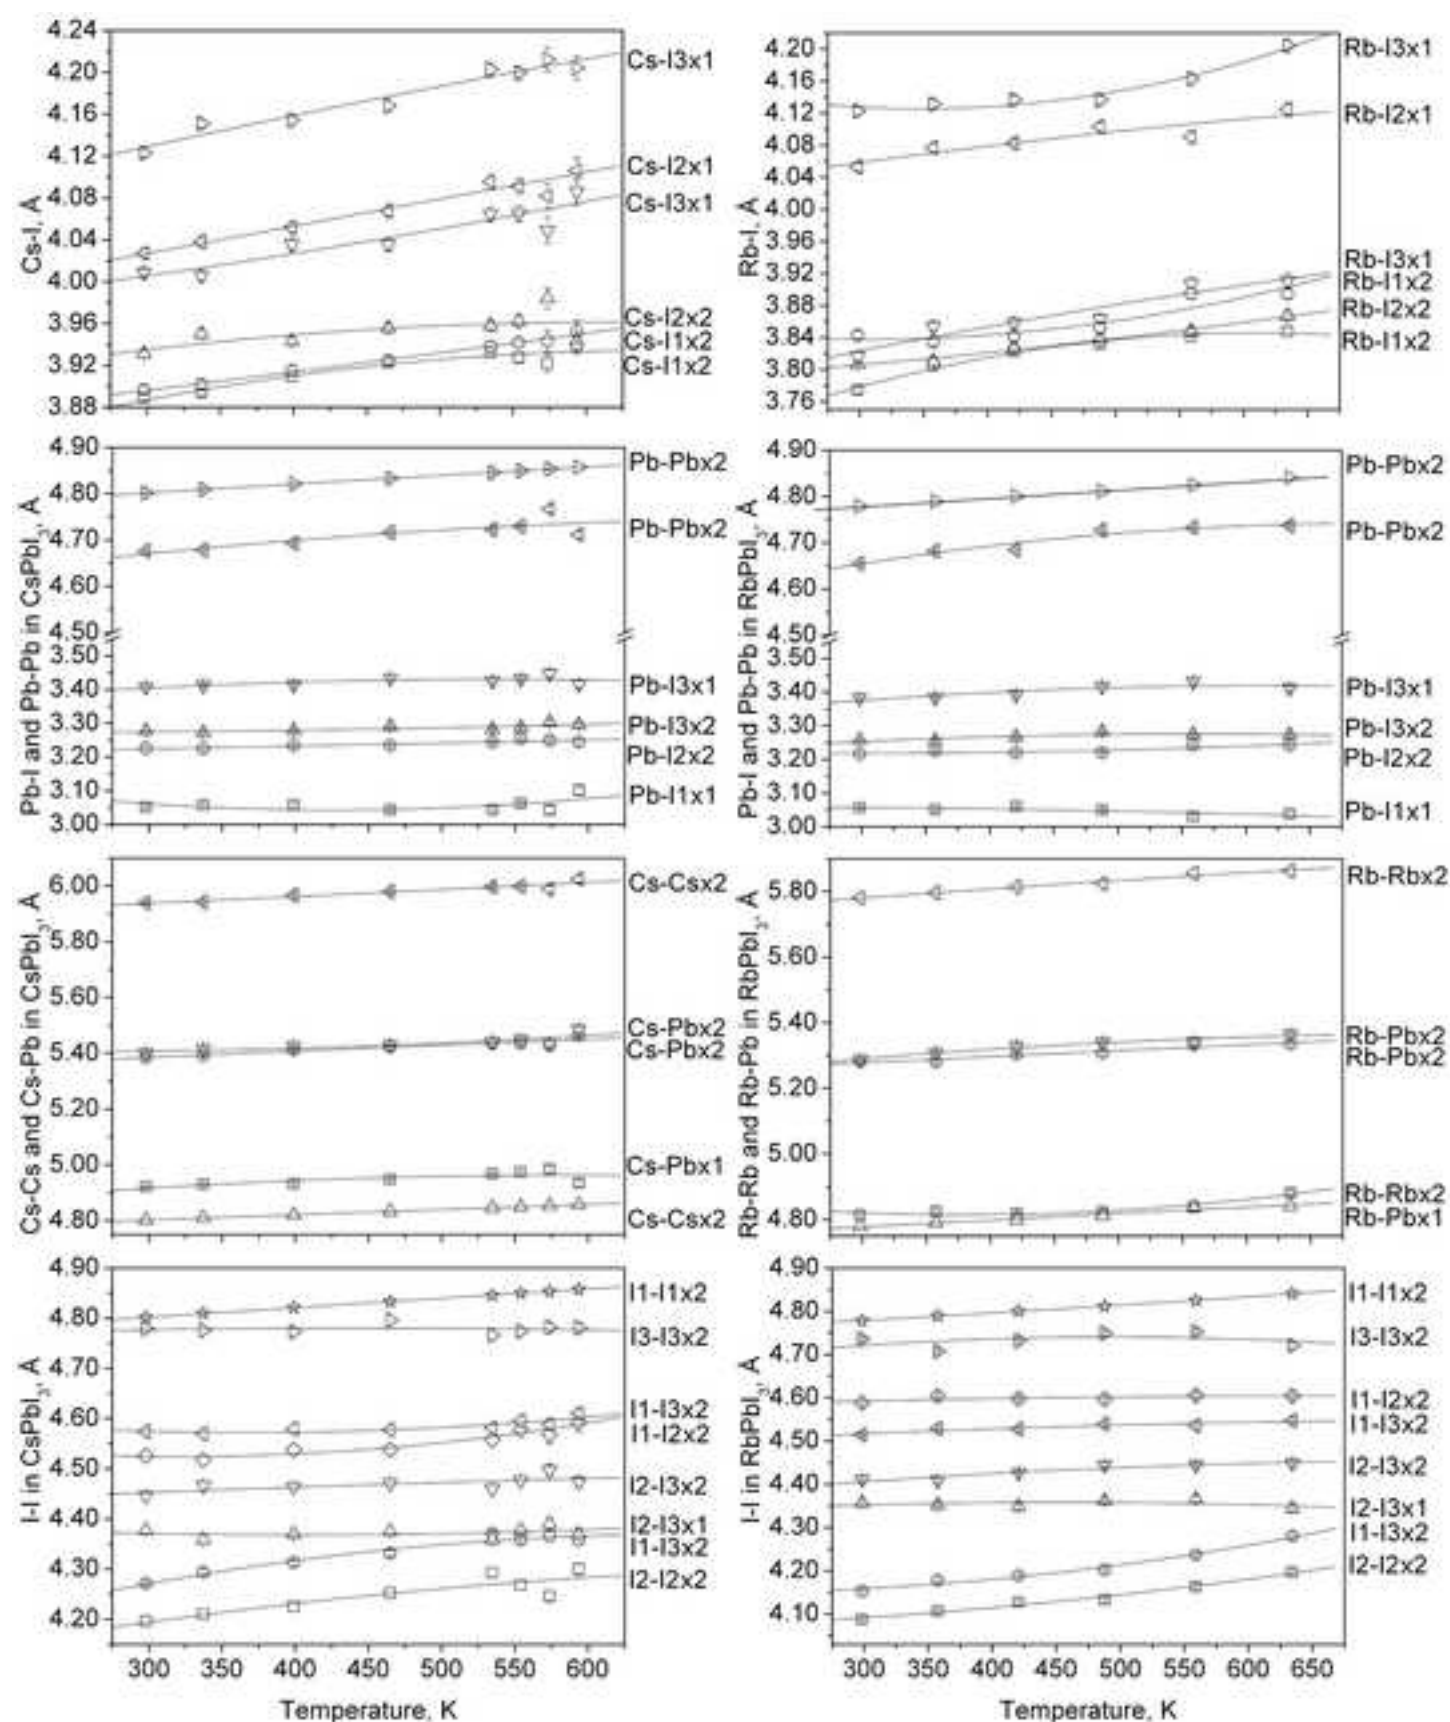 4.24
4.20
4.16
4.12
4.08
4.04
4.00
3.96
3.92
3.88
Cs-I, Å
Cs-I3x1
Cs-I2x1
Cs-I3x1
Cs-I2x2
Cs-I1x2
Cs-I1x2
4.20
4.16
4.12
4.08
4.04
4.00
3.96
3.92
3.88
3.84
3.80
3.76
Rb-I, Å
Rb-I3x1
Rb-I2x1
Rb-I3x1
Rb-I1x2
Rb-I2x2
Rb-I1x2
4.90
4.80
4.70
4.60
4.50
3.50
3.40
3.30
3.20
3.10
3.00
Pb-I and Pb-Pb in CsPbI3, Å
Pb-Pbx2
Pb-Pbx2
Pb-I3x1
Pb-I3x2
Pb-I2x2
Pb-I1x1
4.90
4.80
4.70
4.60
4.50
3.50
3.40
3.30
3.20
3.10
3.00
Pb-I and Pb-Pb in RbPbI3, Å
Pb-Pbx2
Pb-Pbx2
Pb-I3x1
Pb-I3x2
Pb-I2x2
Pb-I1x1
6.00
5.80
5.60
5.40
5.20
5.00
4.80
Cs-Cs and Cs-Pb in CsPbI3, Å
Cs-Csx2
Cs-Pbx2
Cs-Pbx2
Cs-Pbx1
Cs-Csx2
5.80
5.60
5.40
5.20
5.00
4.80
Rb-Rb and Rb-Pb in RbPbI3, Å
Rb-Rbx2
Rb-Pbx2
Rb-Pbx2
Rb-Rbx2
Rb-Pbx1
4.90
4.80
4.70
4.60
4.50
4.40
4.30
4.20
I-I in CsPbI3, Å
I1-I1x2
I3-I3x2
I1-I3x2
I1-I2x2
I2-I3x2
I2-I3x1
I1-I3x2
I2-I2x2
300 350 400 450 500 550 600
Temperature, K
4.90
4.80
4.70
4.60
4.50
4.40
4.30
4.20
4.10
I-I in RbPbI3, Å
I1-I1x2
I3-I3x2
I1-I2x2
I1-I3x2
I2-I3x2
I2-I3x1
I1-I3x2
I2-I2x2
300 350 400 450 500 550 600 650
Temperature, K